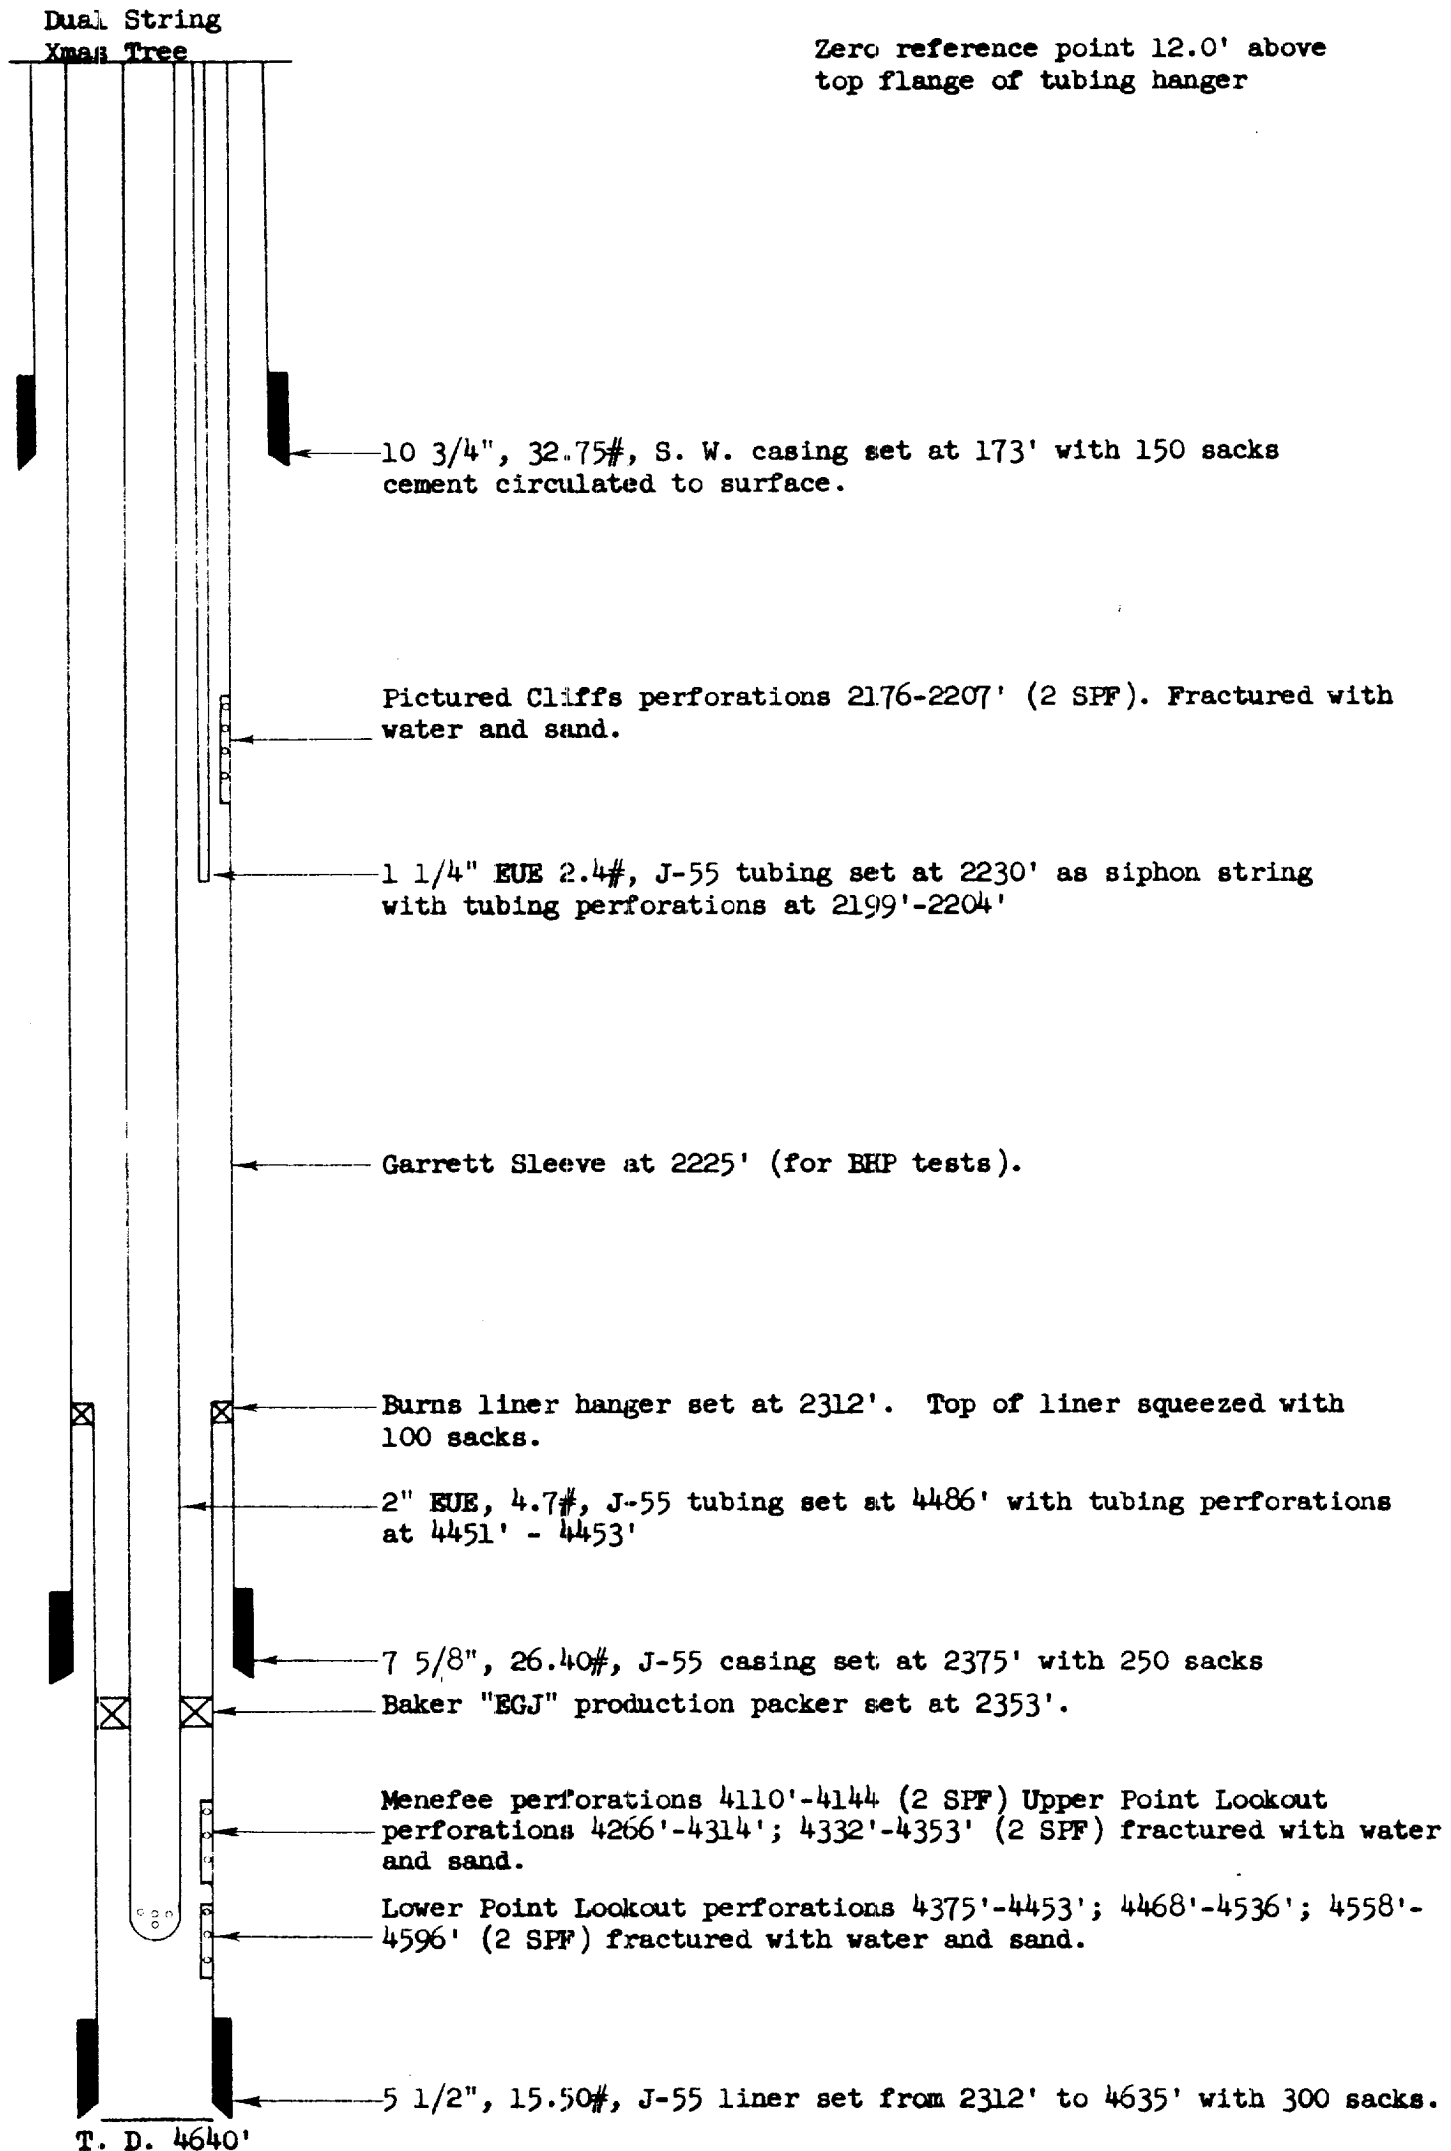 Dual String
Xmas Tree
Zero reference point 12.0' above
top flange of tubing hanger
10 3/4", 32.75#, S. W. casing set at 173' with 150 sacks
cement circulated to surface.
Pictured Cliffs perforations 2176-2207' (2 SPF). Fractured with
water and sand.
1 1/4" EUE 2.4#, J-55 tubing set at 2230' as siphon string
with tubing perforations at 2199'-2204'
Garrett Sleeve at 2225' (for BHP tests).
Burns liner hanger set at 2312'. Top of liner squeezed with
100 sacks.
2" EUE, 4.7#, J-55 tubing set at 4486' with tubing perforations
at 4451' - 4453'
7 5/8", 26.40#, J-55 casing set at 2375' with 250 sacks
Baker "EGJ" production packer set at 2353'.
Menefee perforations 4110'-4144 (2 SPF) Upper Point Lookout
perforations 4266'-4314'; 4332'-4353' (2 SPF) fractured with water
and sand.
Lower Point Lookout perforations 4375'-4453'; 4468'-4536'; 4558'-
4596' (2 SPF) fractured with water and sand.
5 1/2", 15.50#, J-55 liner set from 2312' to 4635' with 300 sacks.
T. D. 4640'